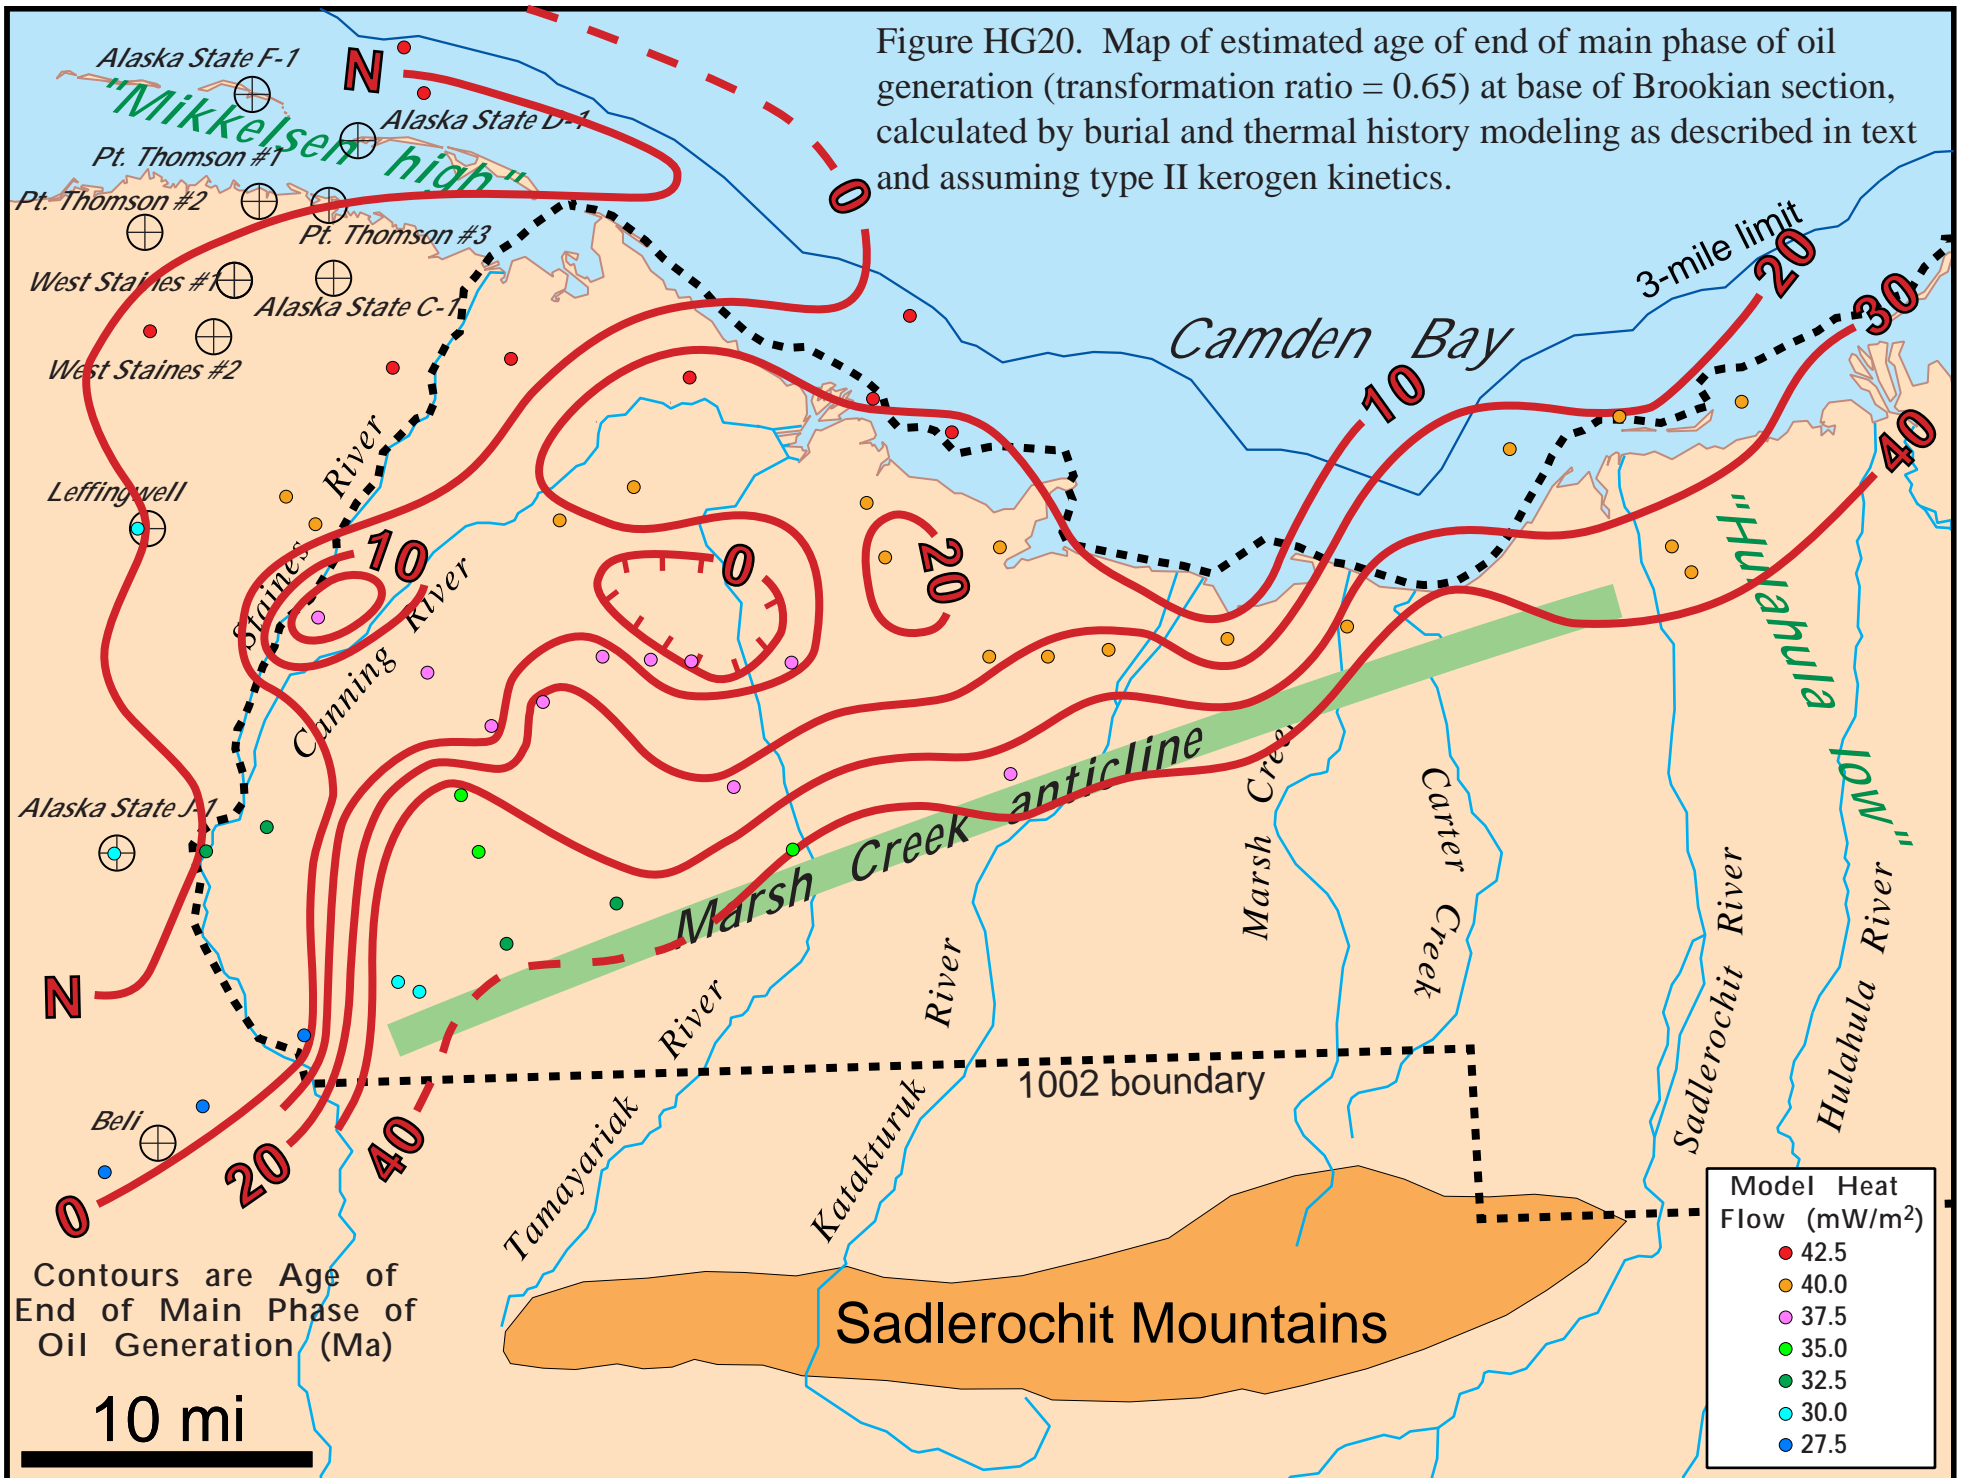 Figure HG20. Map of estimated age of end of main phase of oil
generation (transformation ratio = 0.65) at base of Brookian section,
calculated by burial and thermal history modeling as described in text
and assuming type II kerogen kinetics.
Alaska State F-1
N
"Mikkelsen high"
Alaska State D-1
Pt. Thomson #1
Pt. Thomson #2
Pt. Thomson #3
West Staines #1
Alaska State C-1
West Staines #2
0
3-mile limit
20
30
Camden Bay
10
40
Leffingwell
Staines River
10
Canning River
0
20
"Hulahula low"
Alaska State J-1
Marsh Creek anticline
Marsh Creek
Carter Creek
Sadlerochit River
Hulahula River
N
Tamayariak River
Katakturuk River
1002 boundary
Beli
0
20
40
Sadlerochit Mountains
Contours are Age of
End of Main Phase of
Oil Generation (Ma)
10 mi
Model Heat
Flow (mW/m²)
42.5
40.0
37.5
35.0
32.5
30.0
27.5